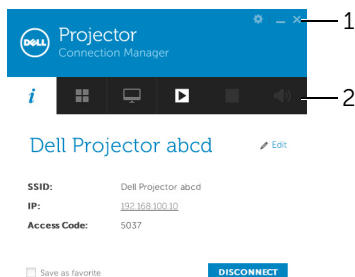 DELL
Projector
Connection Manager
1
i
2
Dell Projector abcd
Edit
SSID: Dell Projector abcd
IP: 192.168.100.10
Access Code: 5037
Save as favorite
DISCONNECT